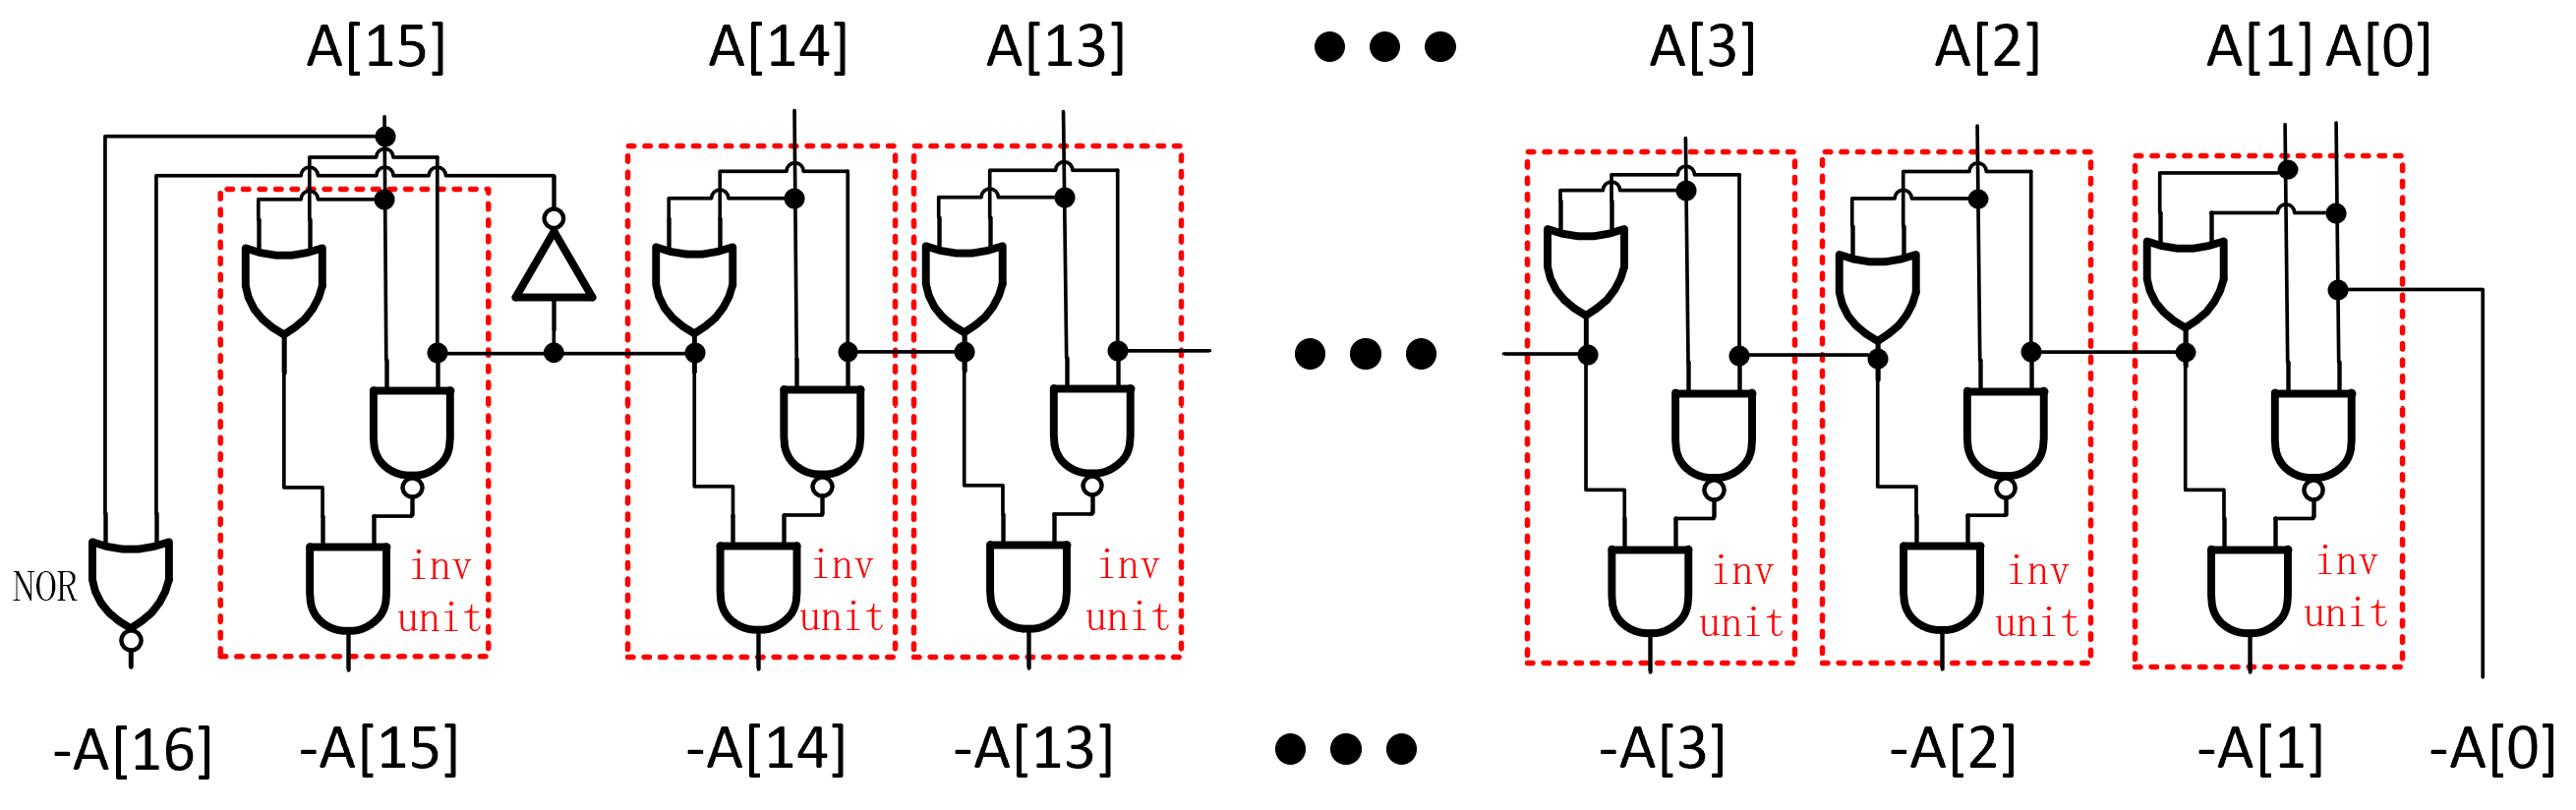 A[15] A[14] A[13] A[3] A[2] A[1] A[0]
NOR
inv
unit
inv
unit
inv
unit
inv
unit
inv
unit
inv
unit
-A[16] -A[15] -A[14] -A[13] -A[3] -A[2] -A[1] -A[0]